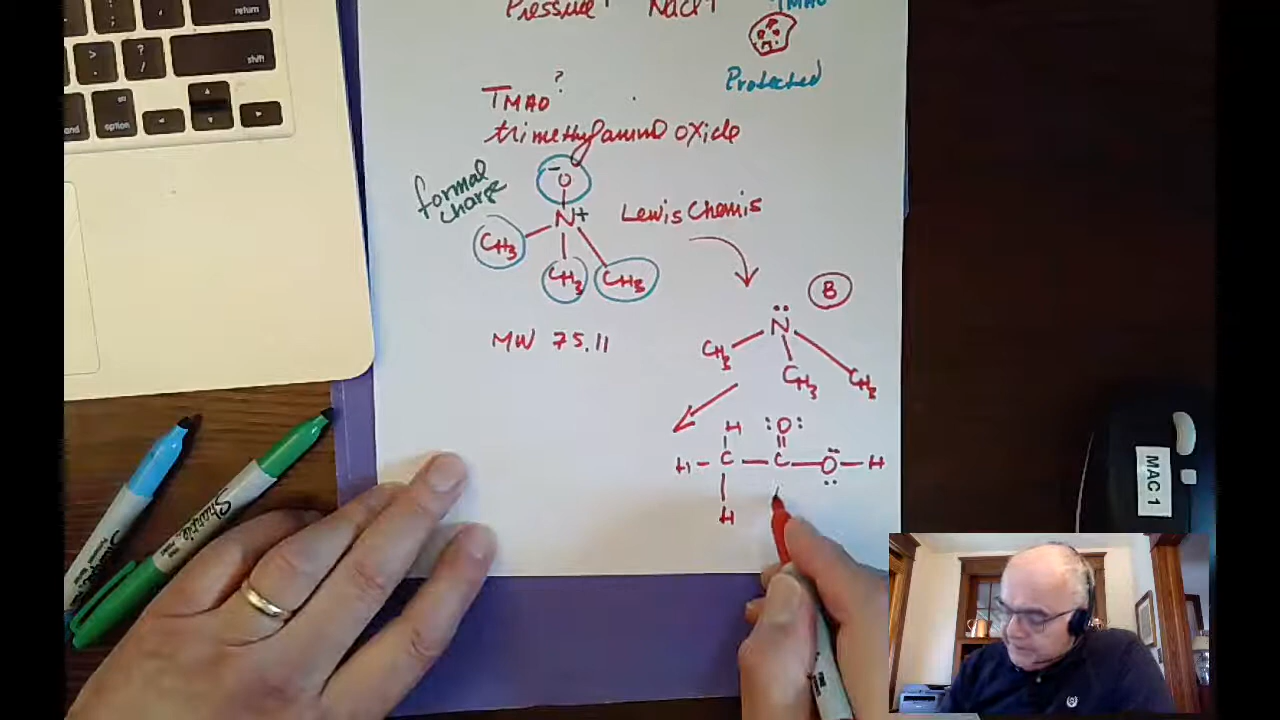 Pressure↑ NaCl↑
TMAO
Protected
TMAO?
trimethylamine oxide
formal
charge
-O
N+
CH3
CH3
CH3
Lewis Chemis
B
MW 75.11
N
CH3
CH3
CH3
H :O:
H - C - C - O - H
H
return
shift
option
Sharpie
MAC 1